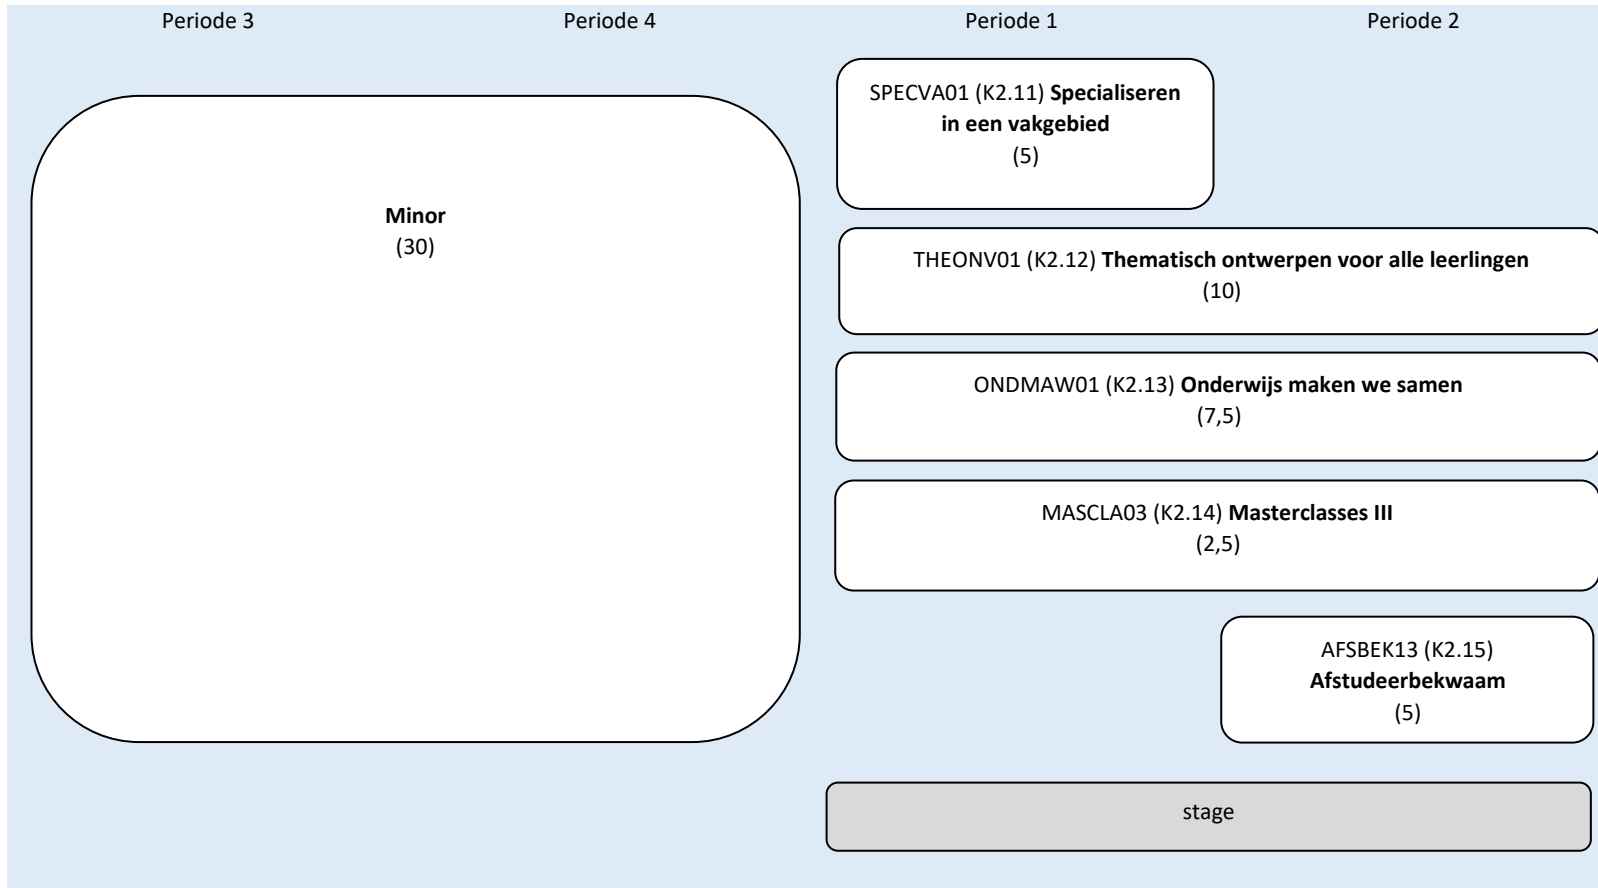 Periode 3
Periode 4
Periode 1
Periode 2
Minor
(30)
SPECVA01 (K2.11) Specialiseren
in een vakgebied
(5)
THEONV01 (K2.12) Thematisch ontwerpen voor alle leerlingen
(10)
ONDMAW01 (K2.13) Onderwijs maken we samen
(7,5)
MASCLA03 (K2.14) Masterclasses III
(2,5)
AFSBEK13 (K2.15)
Afstudeerbekwaam
(5)
stage